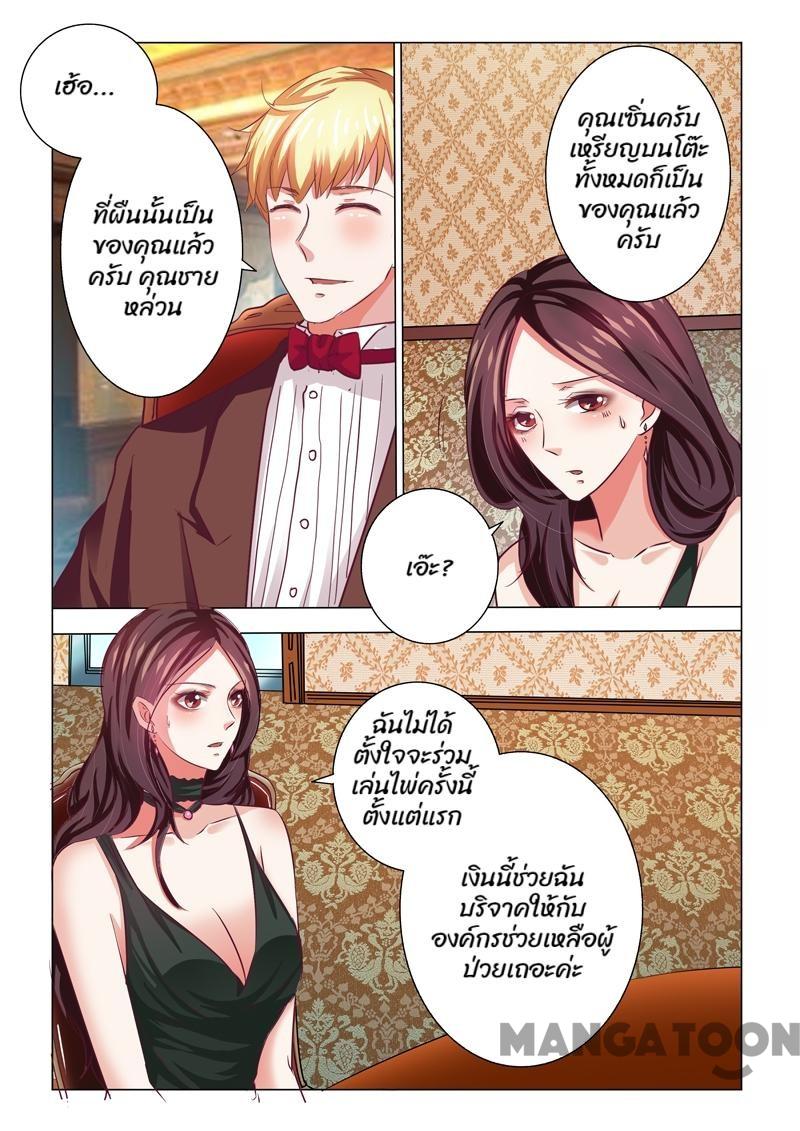 เฮ้อ...
ที่ผืนนั้นเป็น
ของคุณแล้ว
ครับ คุณชาย
หล่วน
คุณเซิ่นครับ
เหรียญบนโต๊ะ
ทั้งหมดก็เป็น
ของคุณแล้ว
ครับ
เอ๊ะ?
ฉันไม่ได้
ตั้งใจจะร่วม
เล่นไพ่ครั้งนี้
ตั้งแต่แรก
เงินนี้ช่วยฉัน
บริจาคให้กับ
องค์กรช่วยเหลือผู้
ป่วยเถอะค่ะ
MANGATOON